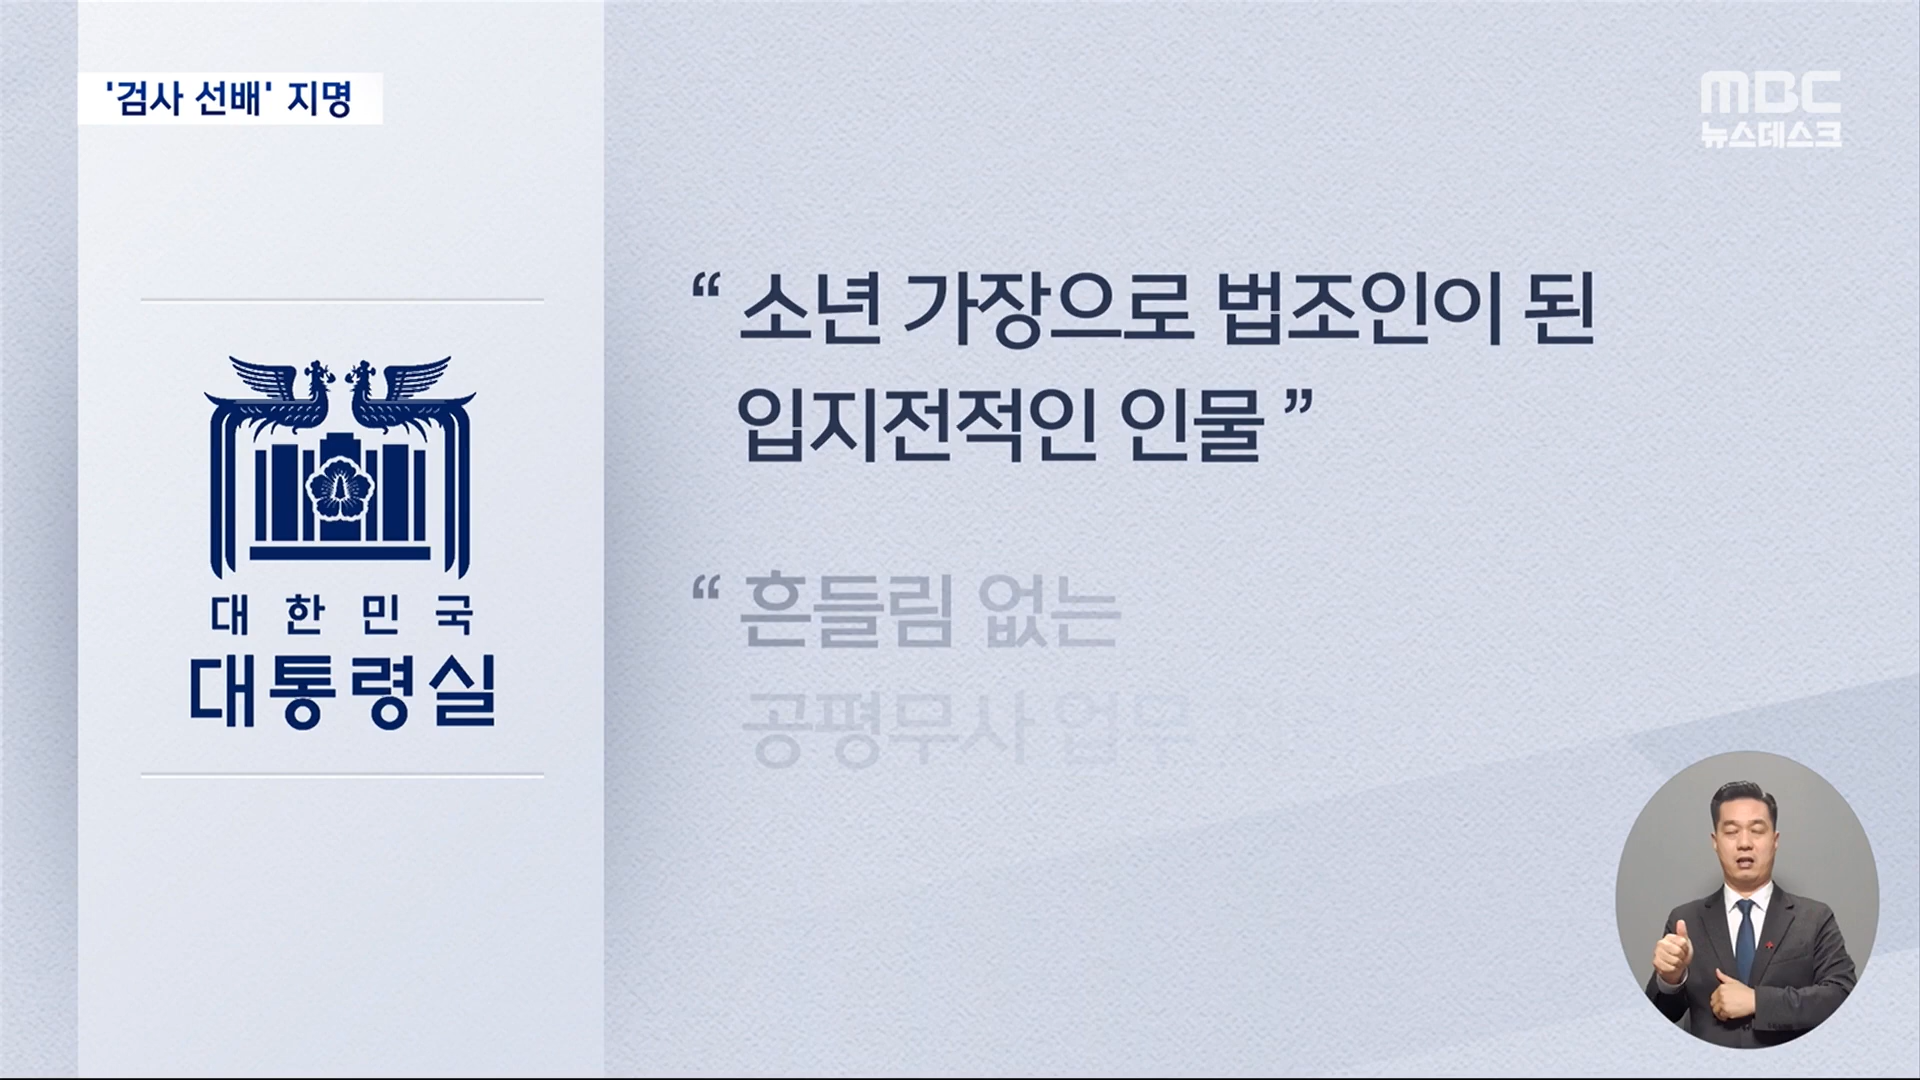 '검사 선배' 지명
MBC
뉴스데스크
“ 소년 가장으로 법조인이 된
입지전적인 인물 ”
“ 흔들림 없는
공평무사 업무
대한민국
대통령실